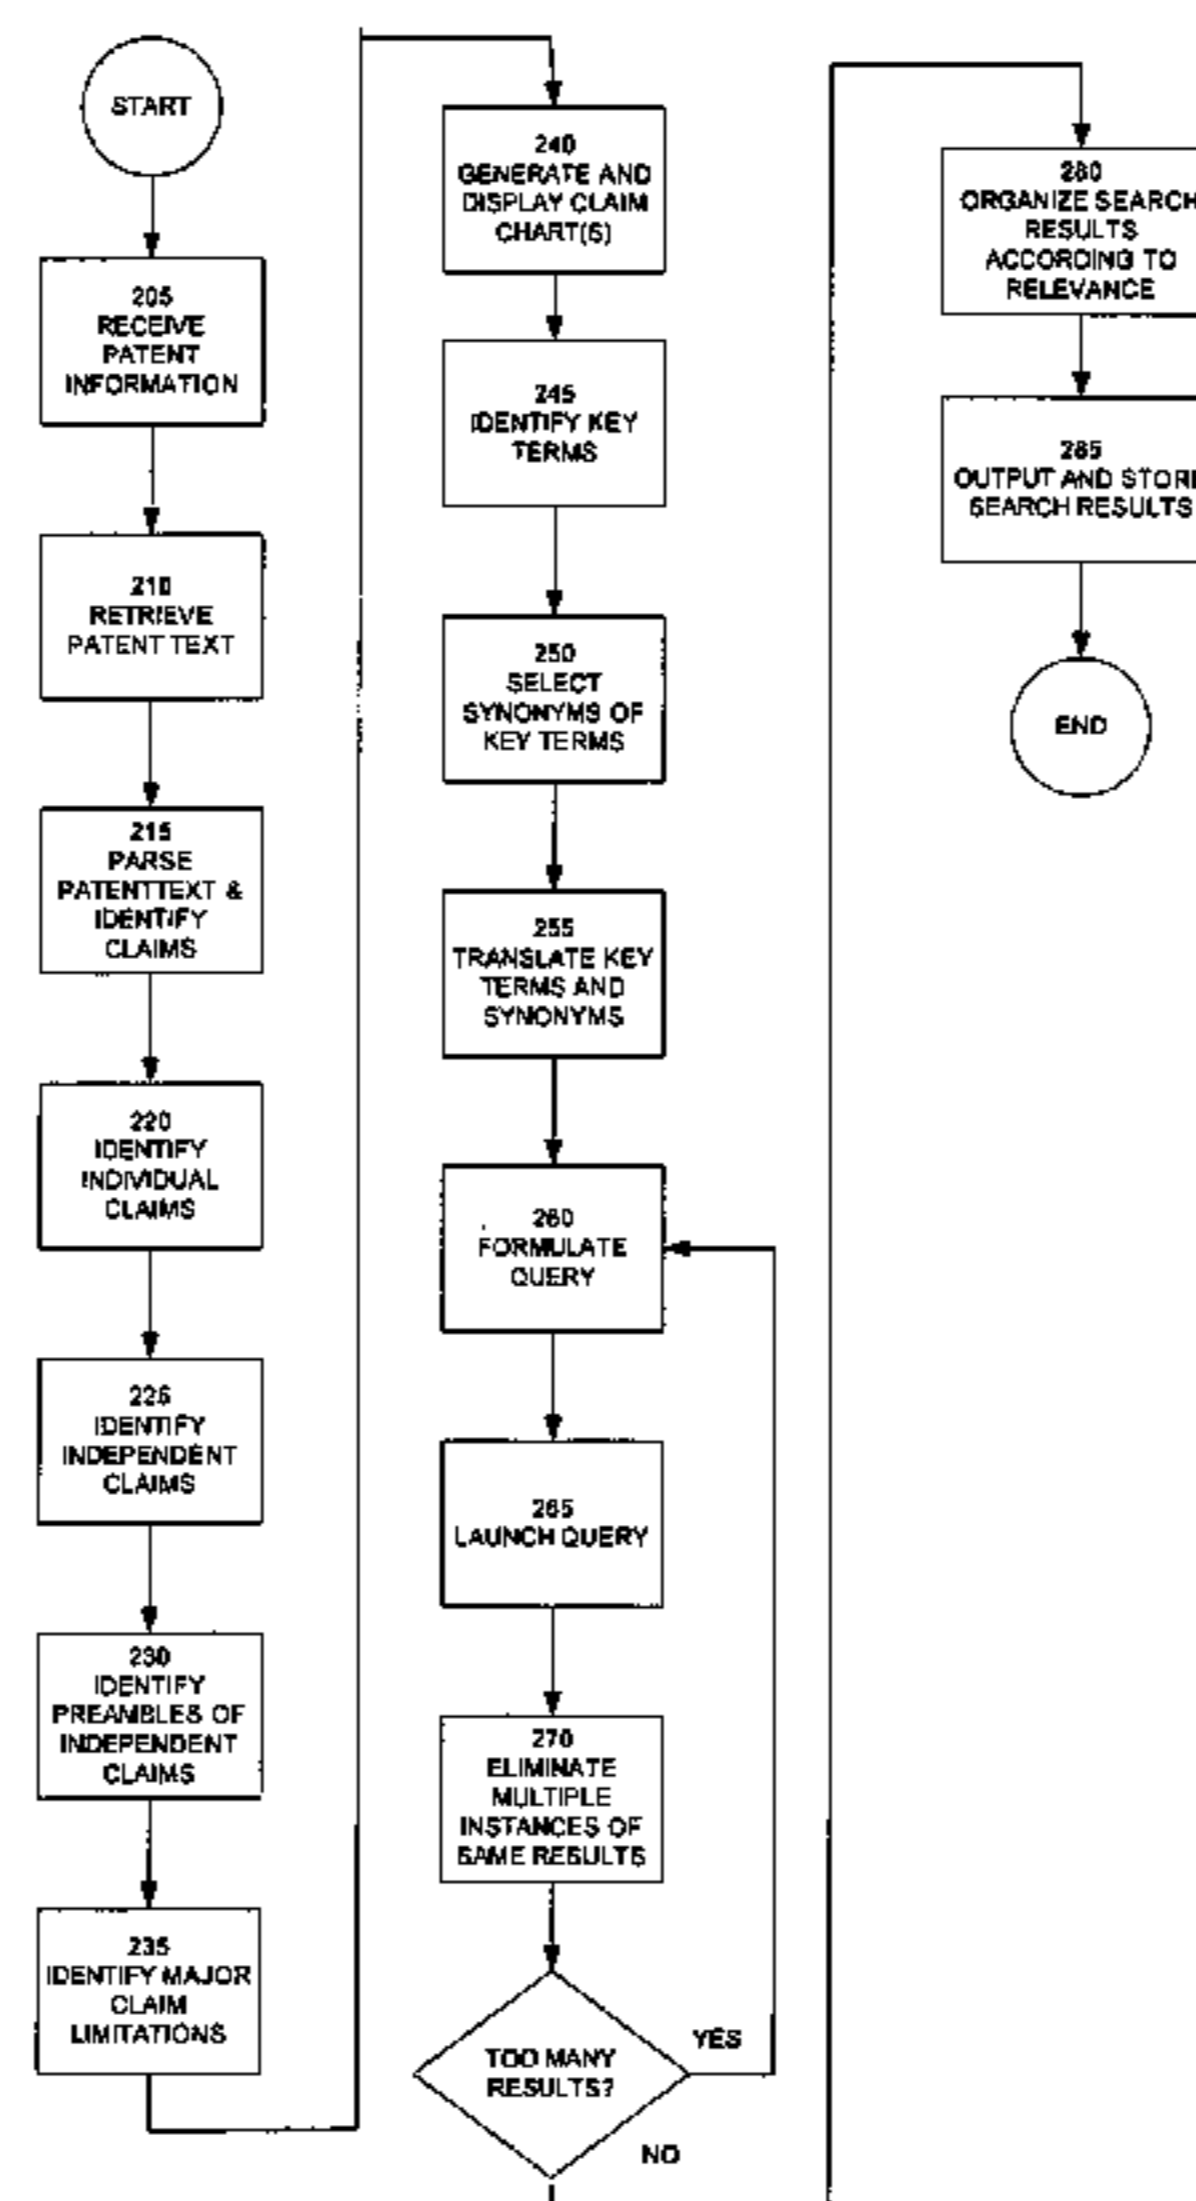 START
205
RECEIVE
PATENT
INFORMATION
210
RETRIEVE
PATENT TEXT
215
PARSE
PATENTTEXT &
IDENTIFY
CLAIMS
220
IDENTIFY
INDIVIDUAL
CLAIMS
225
IDENTIFY
INDEPENDENT
CLAIMS
230
IDENTIFY
PREAMBLES OF
INDEPENDENT
CLAIMS
235
IDENTIFY MAJOR
CLAIM
LIMITATIONS
240
GENERATE AND
DISPLAY CLAIM
CHART(S)
245
IDENTIFY KEY
TERMS
250
SELECT
SYNONYMS OF
KEY TERMS
255
TRANSLATE KEY
TERMS AND
SYNONYMS
260
FORMULATE
QUERY
265
LAUNCH QUERY
270
ELIMINATE
MULTIPLE
INSTANCES OF
SAME RESULTS
TOO MANY
RESULTS?
YES
NO
280
ORGANIZE SEARCH
RESULTS
ACCORDING TO
RELEVANCE
285
OUTPUT AND STORE
SEARCH RESULTS
END